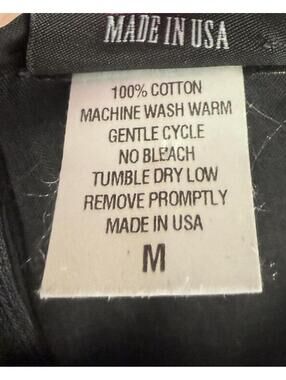 MADE IN USA
100% COTTON
MACHINE WASH WARM
GENTLE CYCLE
NO BLEACH
TUMBLE DRY LOW
REMOVE PROMPTLY
MADE IN USA
M